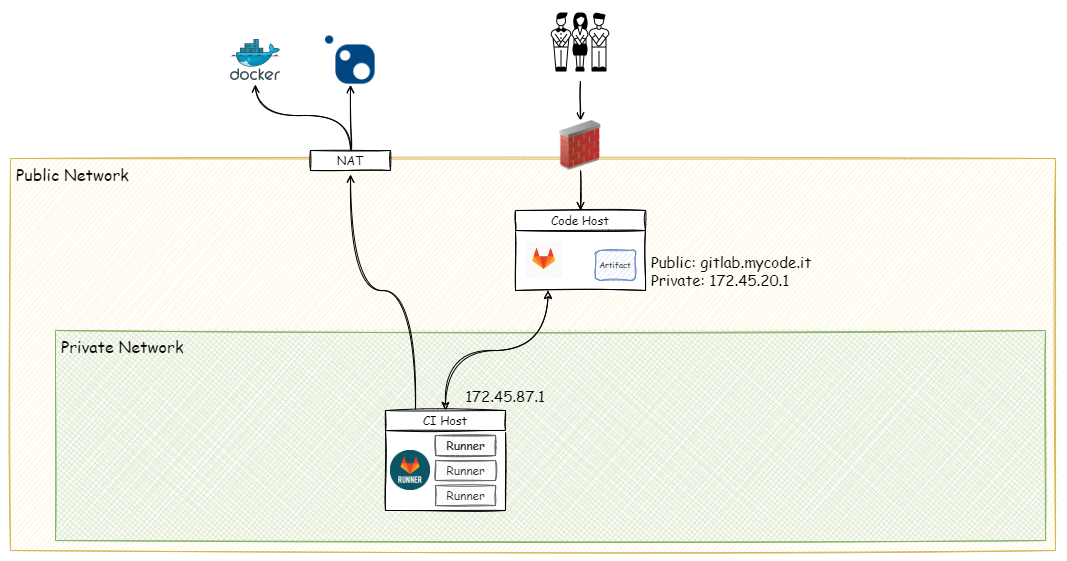 docker
NAT
Public Network
Code Host
Artifact
Public: gitlab.mycode.it
Private: 172.45.20.1
Private Network
172.45.87.1
CI Host
Runner
RUNNER
Runner
Runner